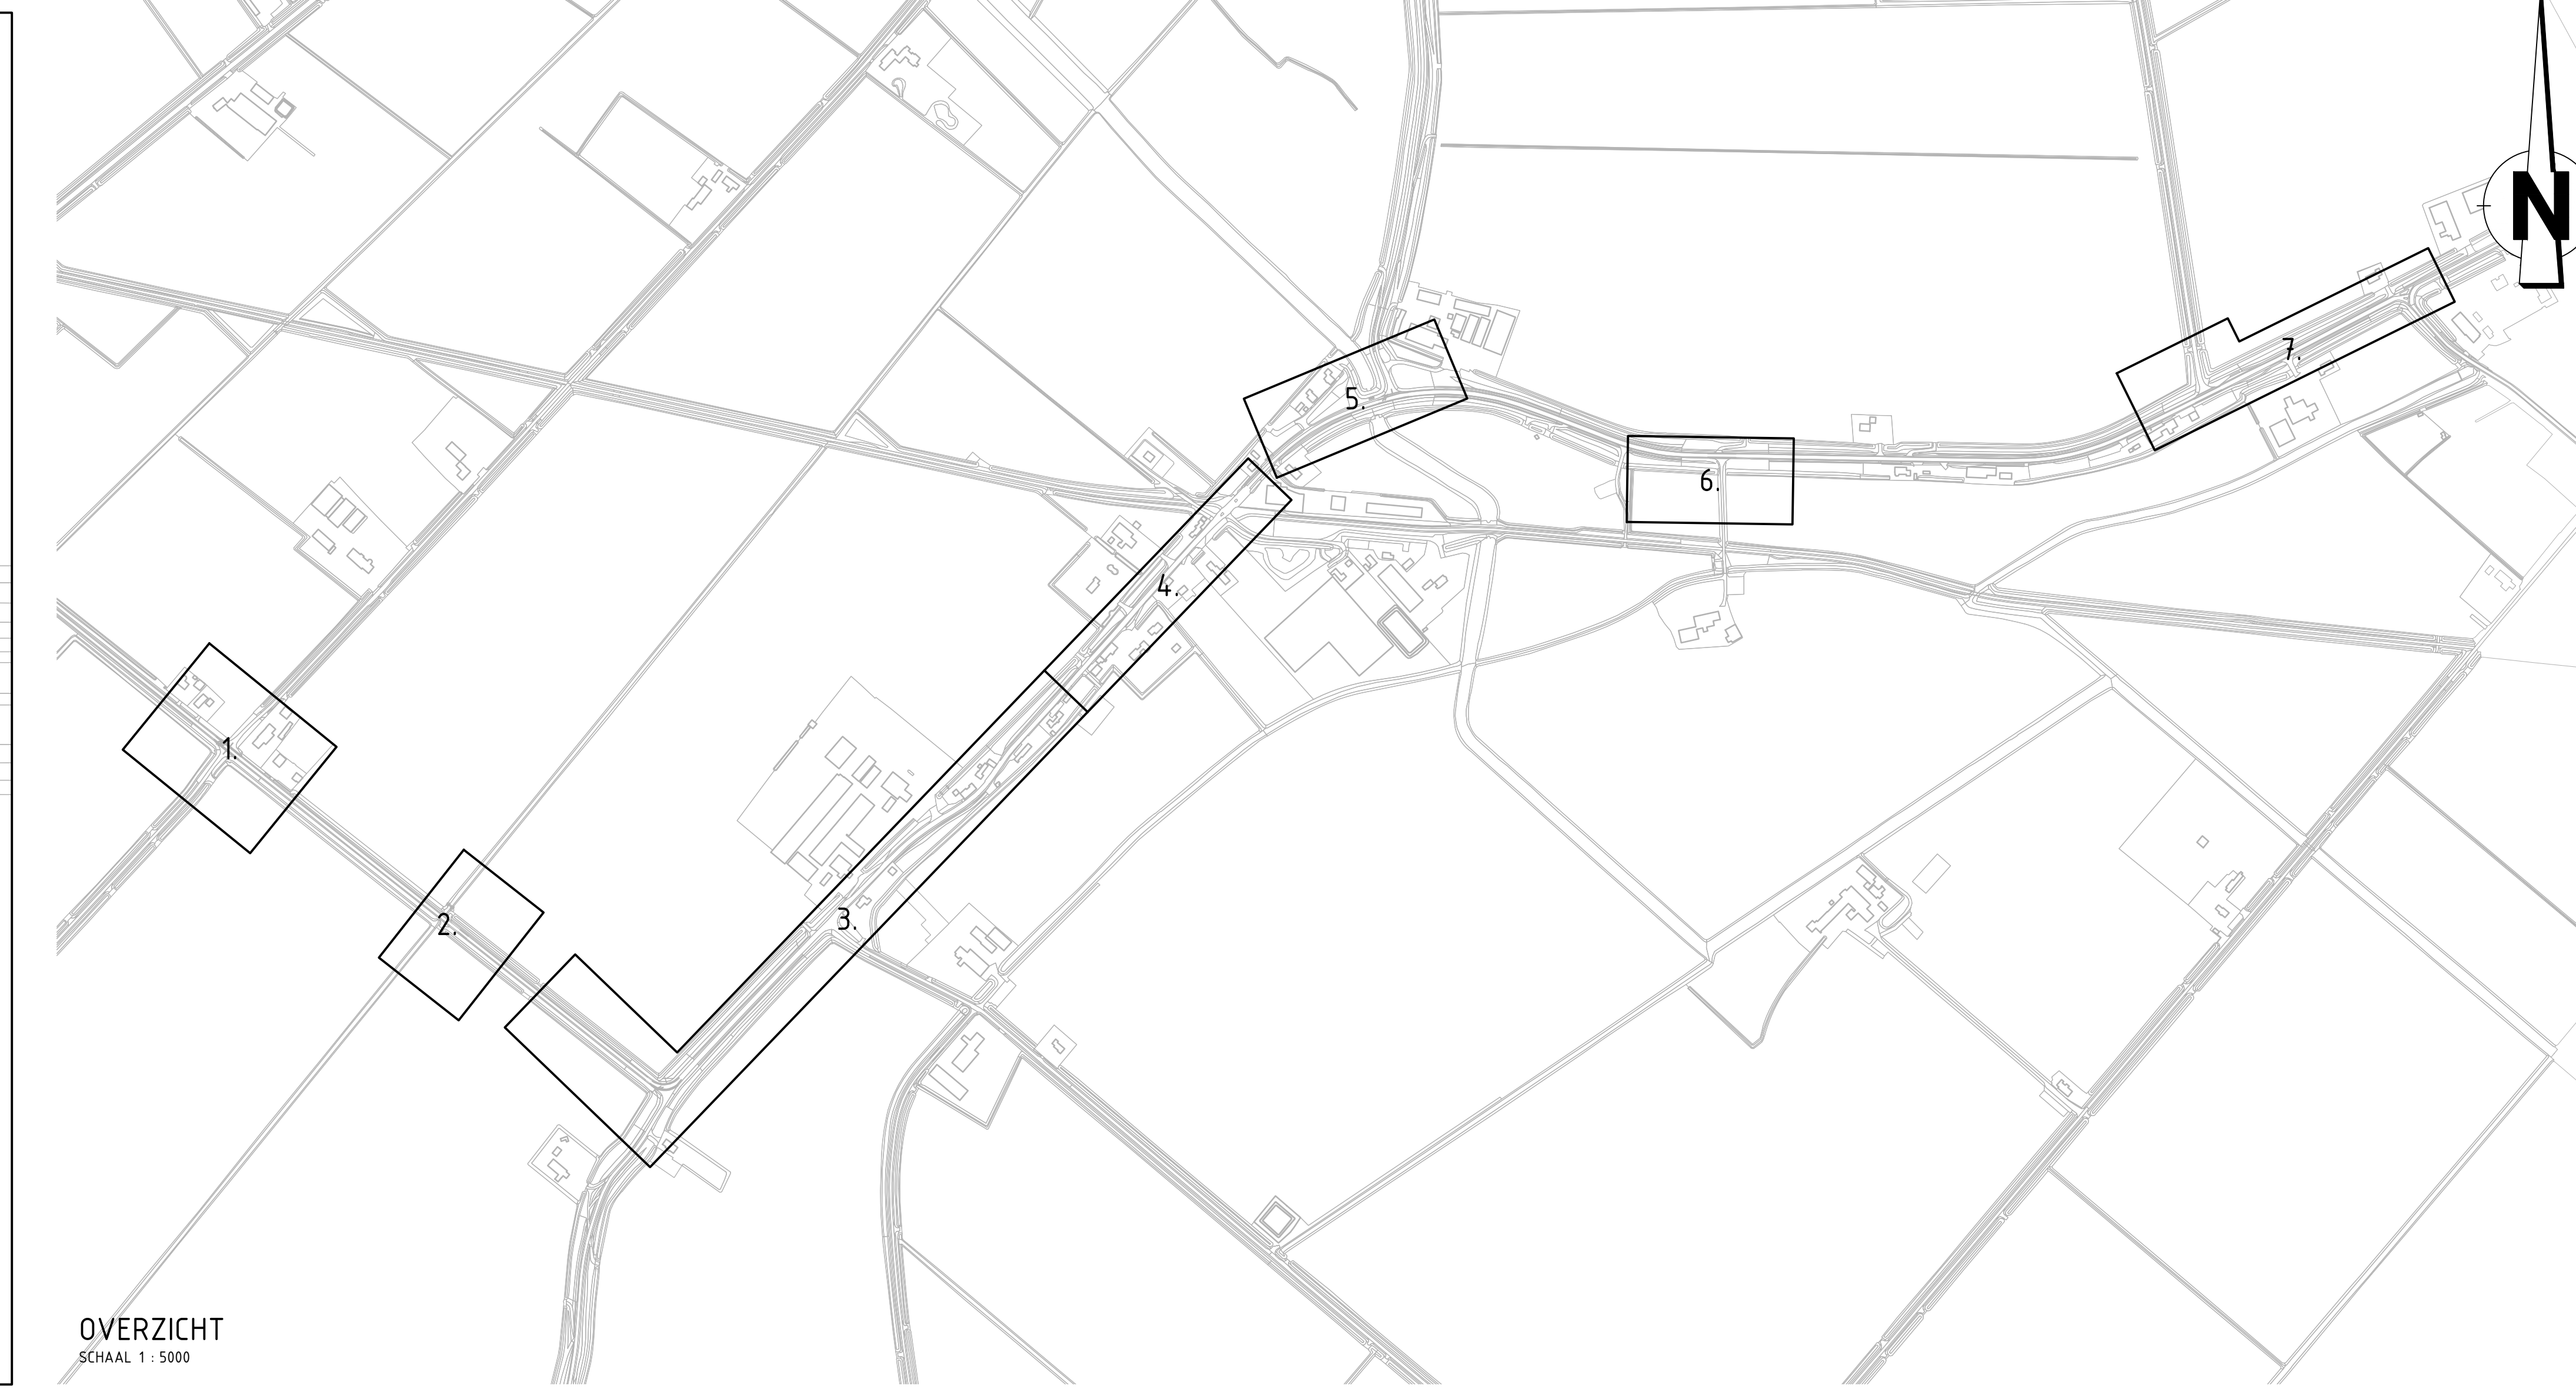 N
5.
7.
6.
4.
1.
3.
2.
OVERZICHT
SCHAAL 1 : 5000